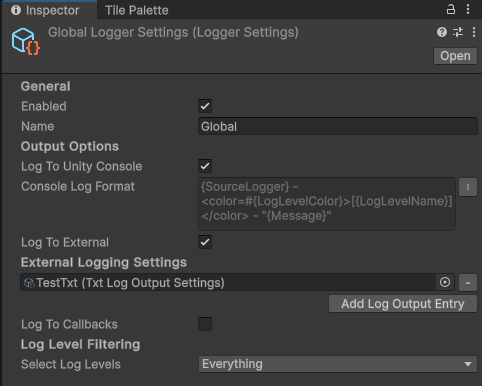 Inspector
Tile Palette
Global Logger Settings (Logger Settings)
Open
General
Enabled
Name
Global
Output Options
Log To Unity Console
Console Log Format
{SourceLogger} -
<color=#{LogLevelColor}>[{LogLevelName}]
</color> - "{Message}"
Log To External
External Logging Settings
TestTxt (Txt Log Output Settings)
-
Add Log Output Entry
Log To Callbacks
Log Level Filtering
Select Log Levels
Everything